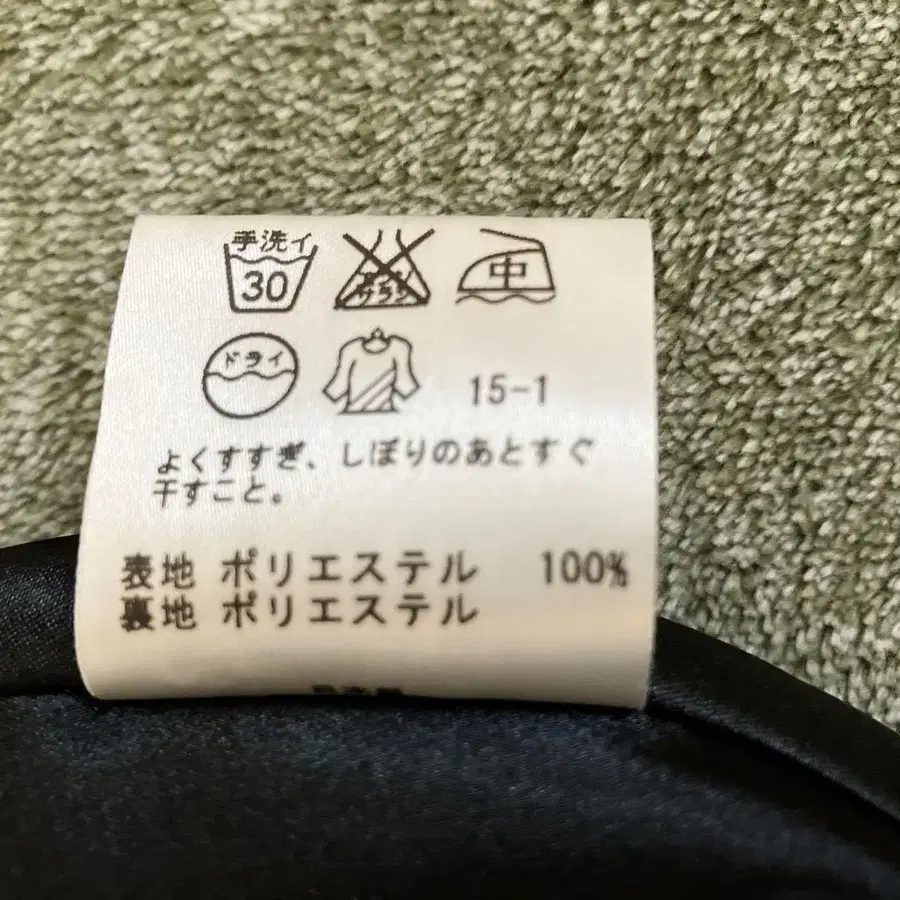 手洗イ
30
中
ドライ
15-1
よくすすぎ、しぼりのあとすぐ
干すこと。
表地 ポリエステル 100%
裏地 ポリエステル